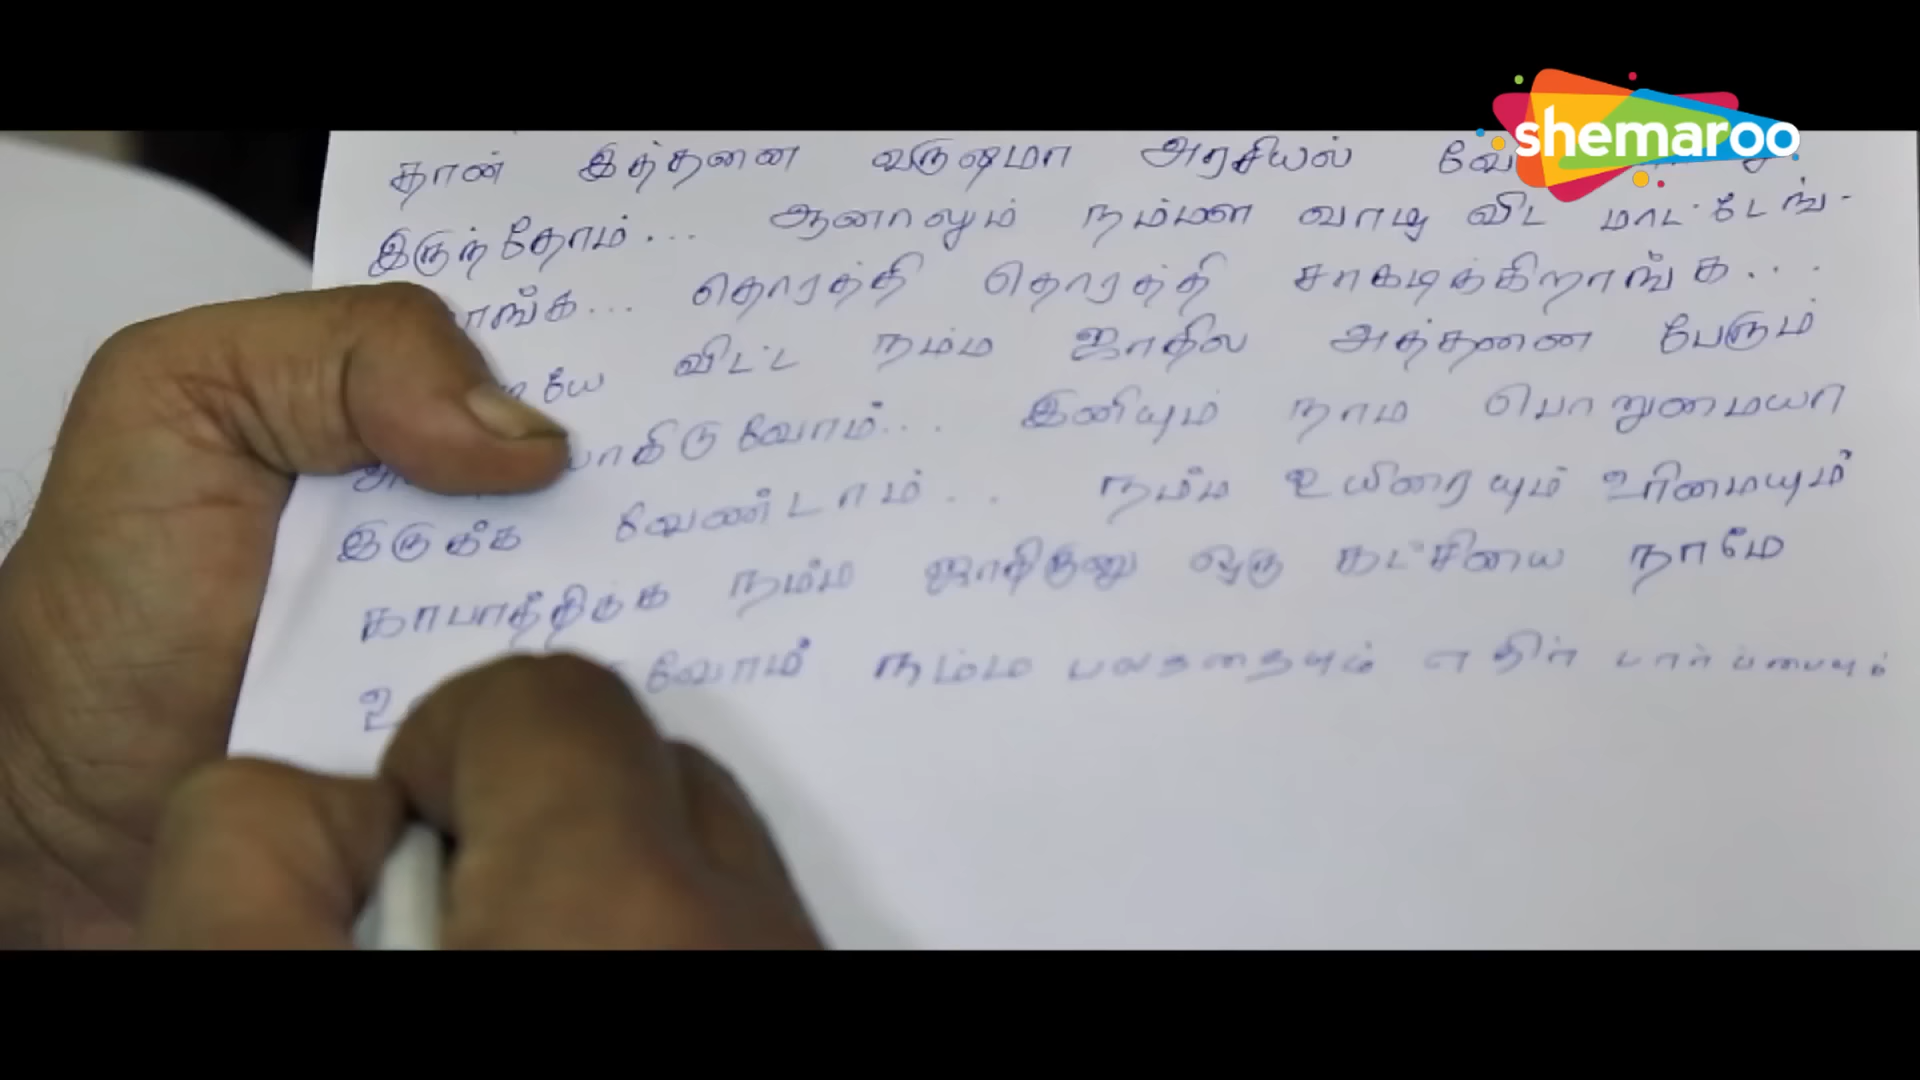 shemaroo
தான் இத்தனை வருஷமா அரசியல்
இருந்தோம்... ஆனாலும் நம்மள வாழ விட மாட்டேங்-
றாங்க... தொரத்தி தொரத்தி சாகடிக்கிறாங்க...
விட்ட நம்ம ஜாதில அத்தனை பேரும்
இனியும் நாம பொறுமையா
இருக்க வேண்டாம்.. நம்ம உயிரையும் உரிமையும்
காபாத்திருக நம்ம ஜாதிகுனு ஒரு கட்சியை நாமே
நம்ம பலதனதயும் எதிர் பார்ப்பையும்